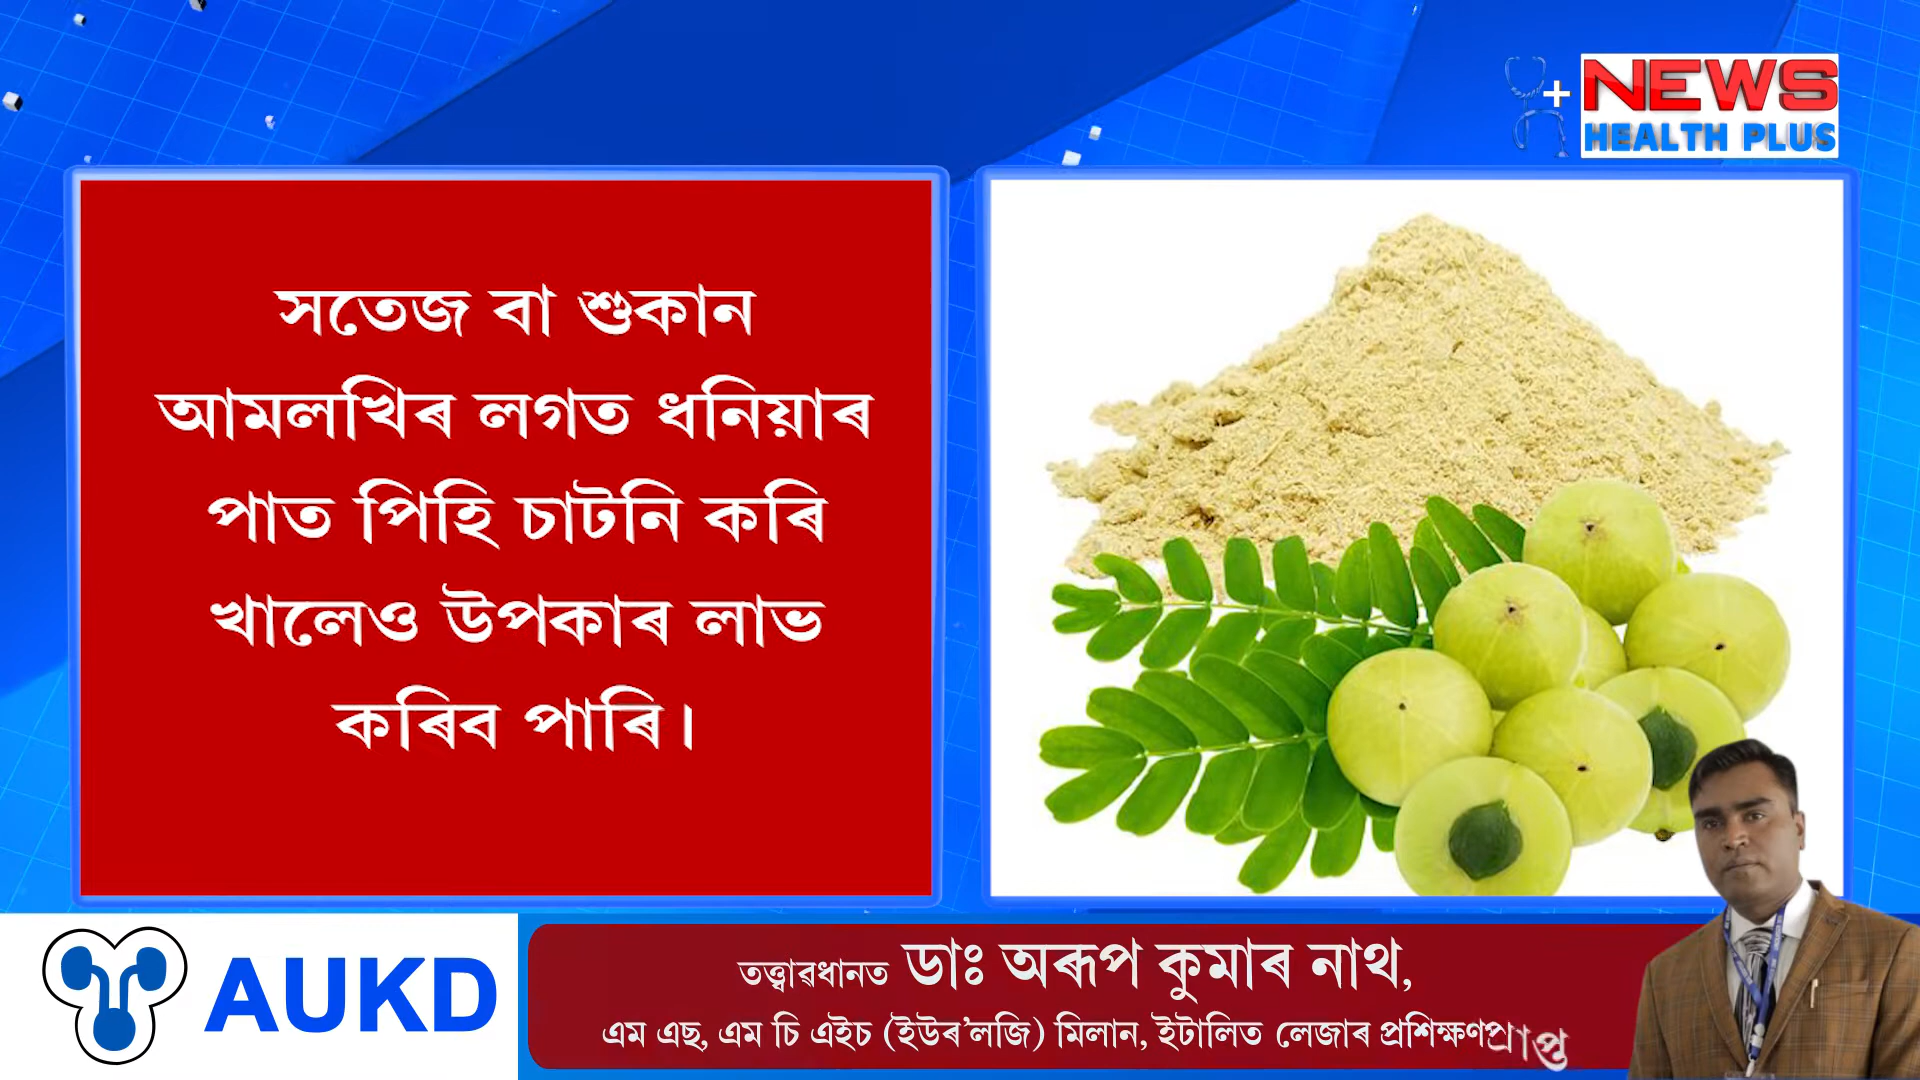 NEWS
HEALTH PLUS
সতেজ বা শুকান
আমলখিৰ লগত ধনিয়াৰ
পাত পিহি চাটনি কৰি
খালেও উপকাৰ লাভ
কৰিব পাৰি।
AUKD
তত্ত্বাৱধানত ডাঃ অৰূপ কুমাৰ নাথ,
এম এছ, এম চি এইচ (ইউৰ'লজি) মিলান, ইটালিত লেজাৰ প্ৰশিক্ষণপ্ৰাপ্ত